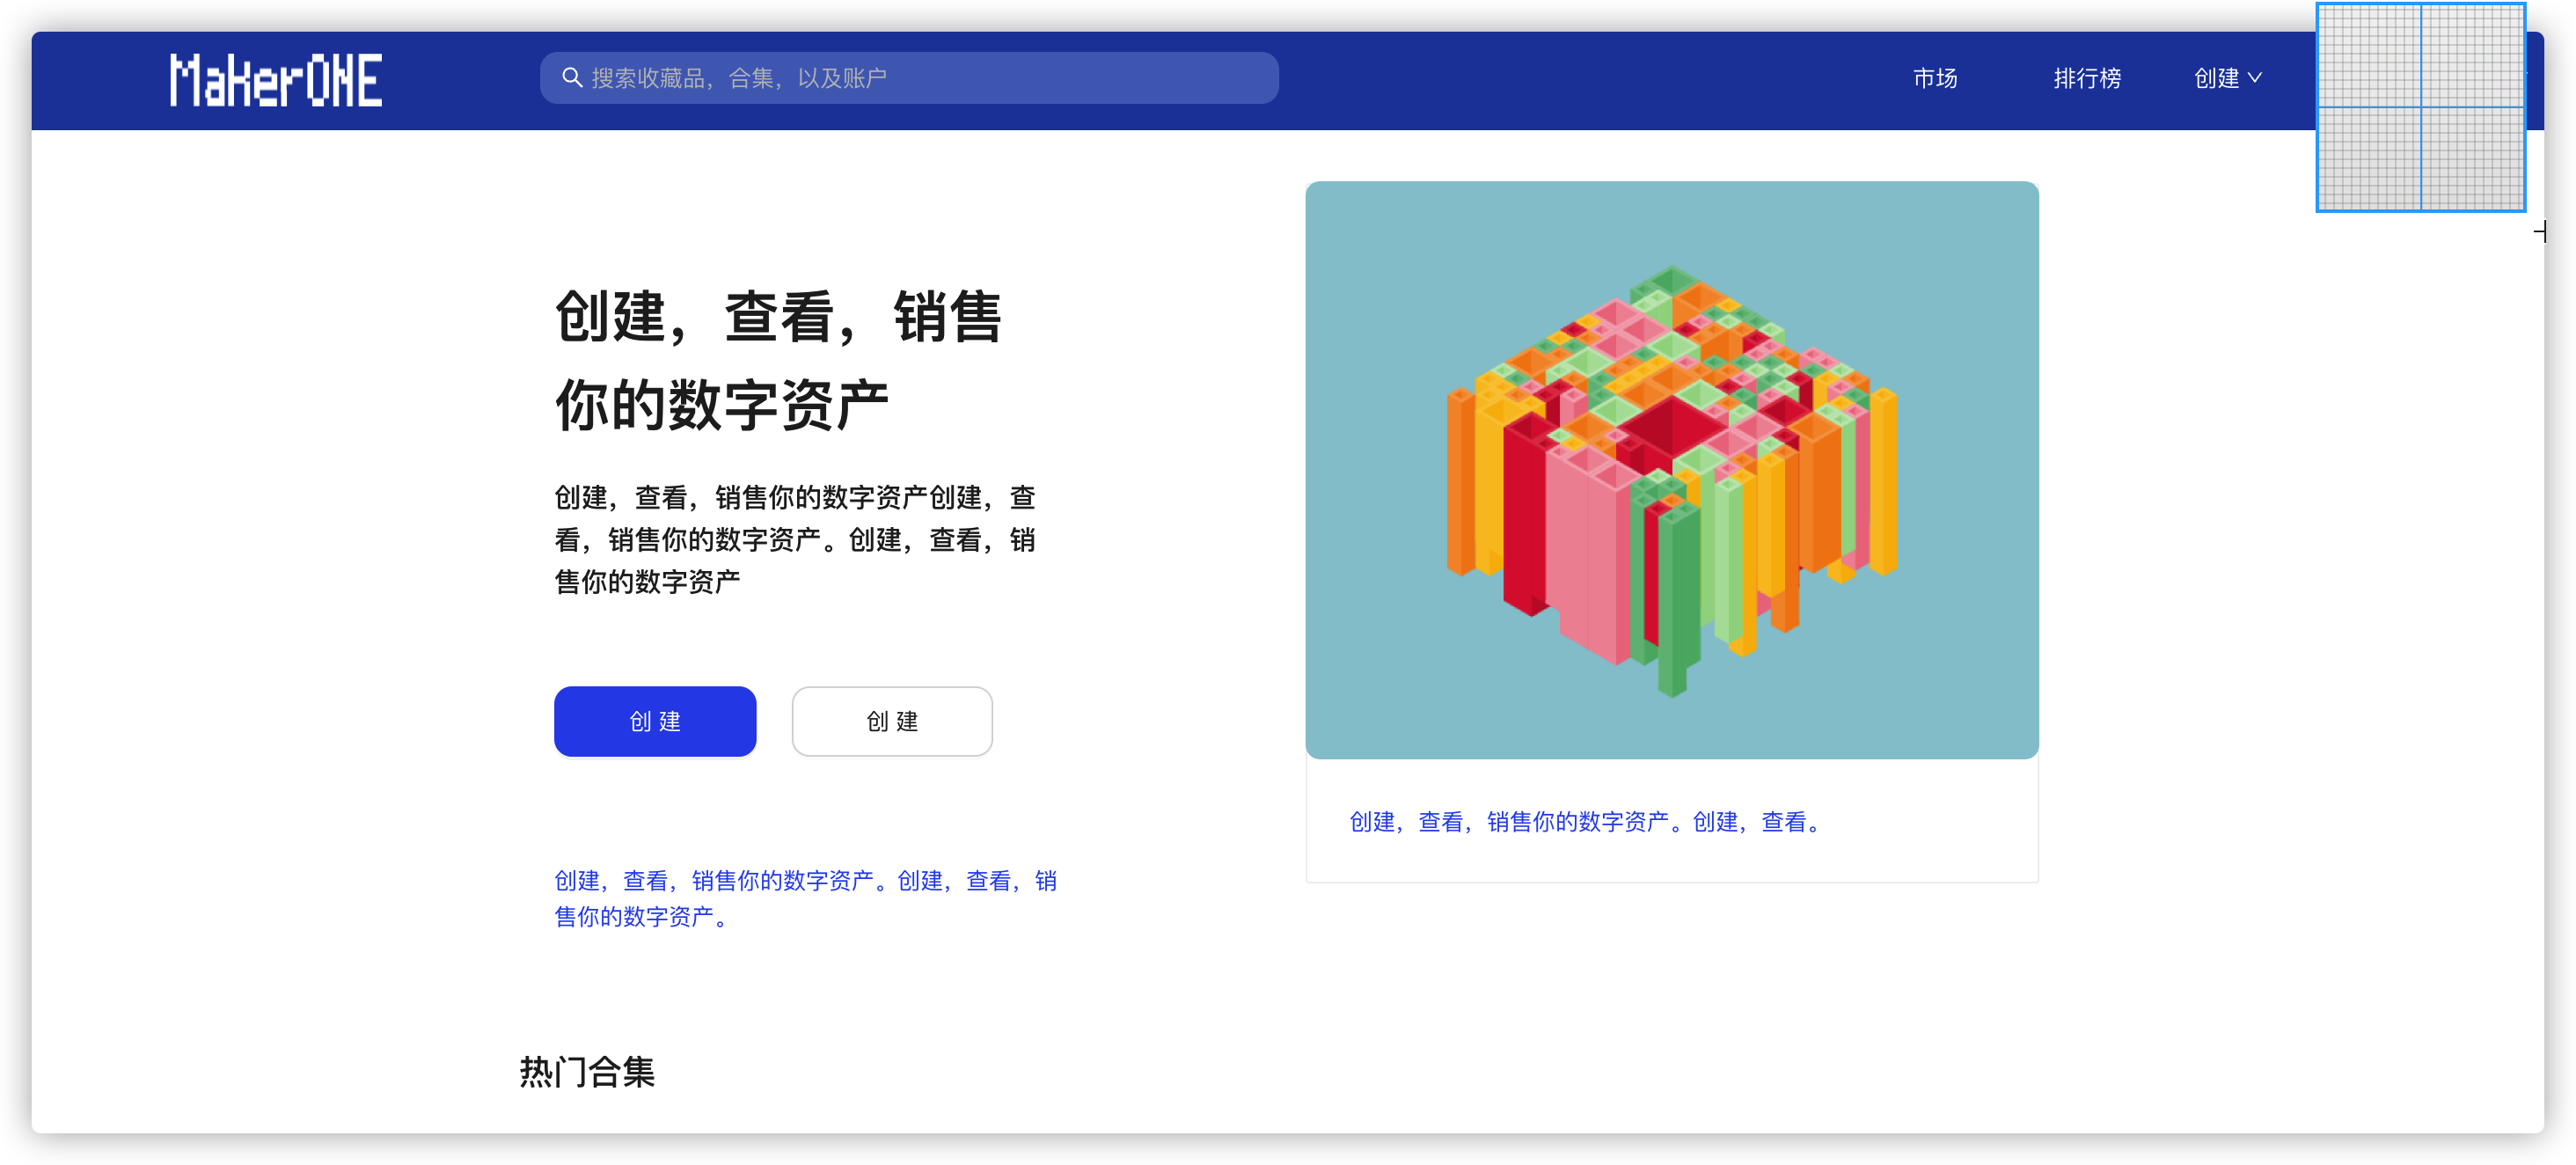 MakerONE
搜索收藏品，合集，以及账户
市场
排行榜
创建
创建，查看，销售
你的数字资产
创建，查看，销售你的数字资产创建，查
看，销售你的数字资产。创建，查看，销
售你的数字资产
创 建
创 建
创建，查看，销售你的数字资产。创建，查看，销
售你的数字资产。
创建，查看，销售你的数字资产。创建，查看。
热门合集